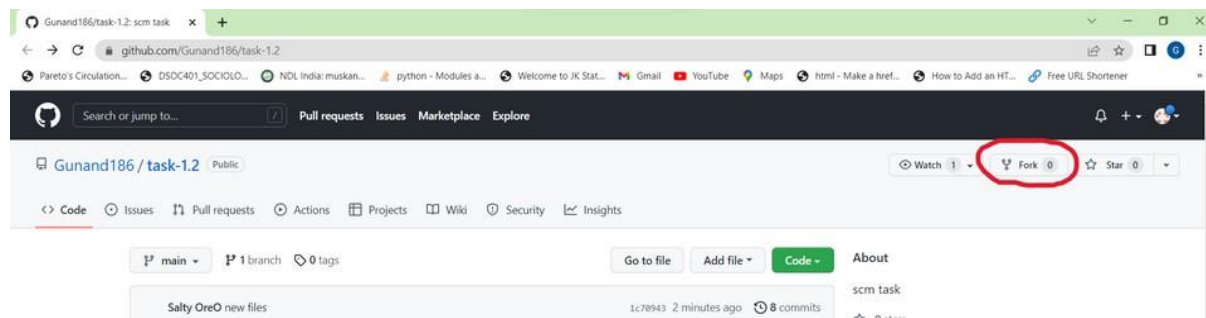 Gunand186/task-1.2: scm task
github.com/Gunand186/task-1.2
Pareto's Circulation... DSOC401_SOCIOLO... NDL India: muskan... python - Modules a... Welcome to JK Stat... Gmail YouTube Maps html - Make a href... How to Add an HT... Free URL Shortener »
Search or jump to... / Pull requests Issues Marketplace Explore
Gunand186 / task-1.2 Public Watch 1 Fork 0 Star 0
<> Code Issues Pull requests Actions Projects Wiki Security Insights
main 1 branch 0 tags Go to file Add file Code About
scm task
Salty OreO new files 1c70943 2 minutes ago 8 commits